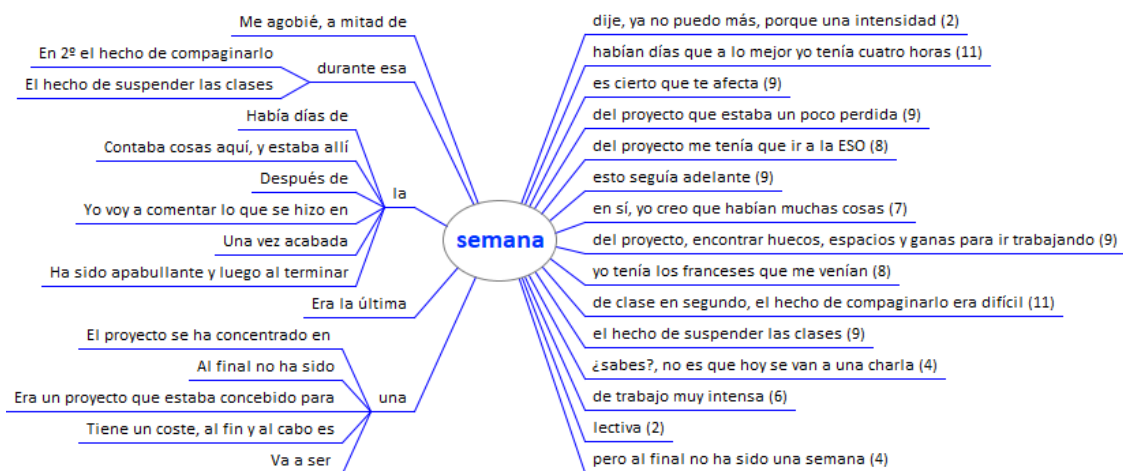 Me agobié, a mitad de
En 2º el hecho de compaginarlo
El hecho de suspender las clases
durante esa
Había días de
Contaba cosas aquí, y estaba allí
Después de
Yo voy a comentar lo que se hizo en
Una vez acabada
Ha sido apabullante y luego al terminar
la
Era la última
El proyecto se ha concentrado en
Al final no ha sido
Era un proyecto que estaba concebido para
Tiene un coste, al fin y al cabo es
Va a ser
una
semana
dije, ya no puedo más, porque una intensidad (2)
habían días que a lo mejor yo tenía cuatro horas (11)
es cierto que te afecta (9)
del proyecto que estaba un poco perdida (9)
del proyecto me tenía que ir a la ESO (8)
esto seguía adelante (9)
en sí, yo creo que habían muchas cosas (7)
del proyecto, encontrar huecos, espacios y ganas para ir trabajando (9)
yo tenía los franceses que me venían (8)
de clase en segundo, el hecho de compaginarlo era difícil (11)
el hecho de suspender las clases (9)
¿sabes?, no es que hoy se van a una charla (4)
de trabajo muy intensa (6)
lectiva (2)
pero al final no ha sido una semana (4)